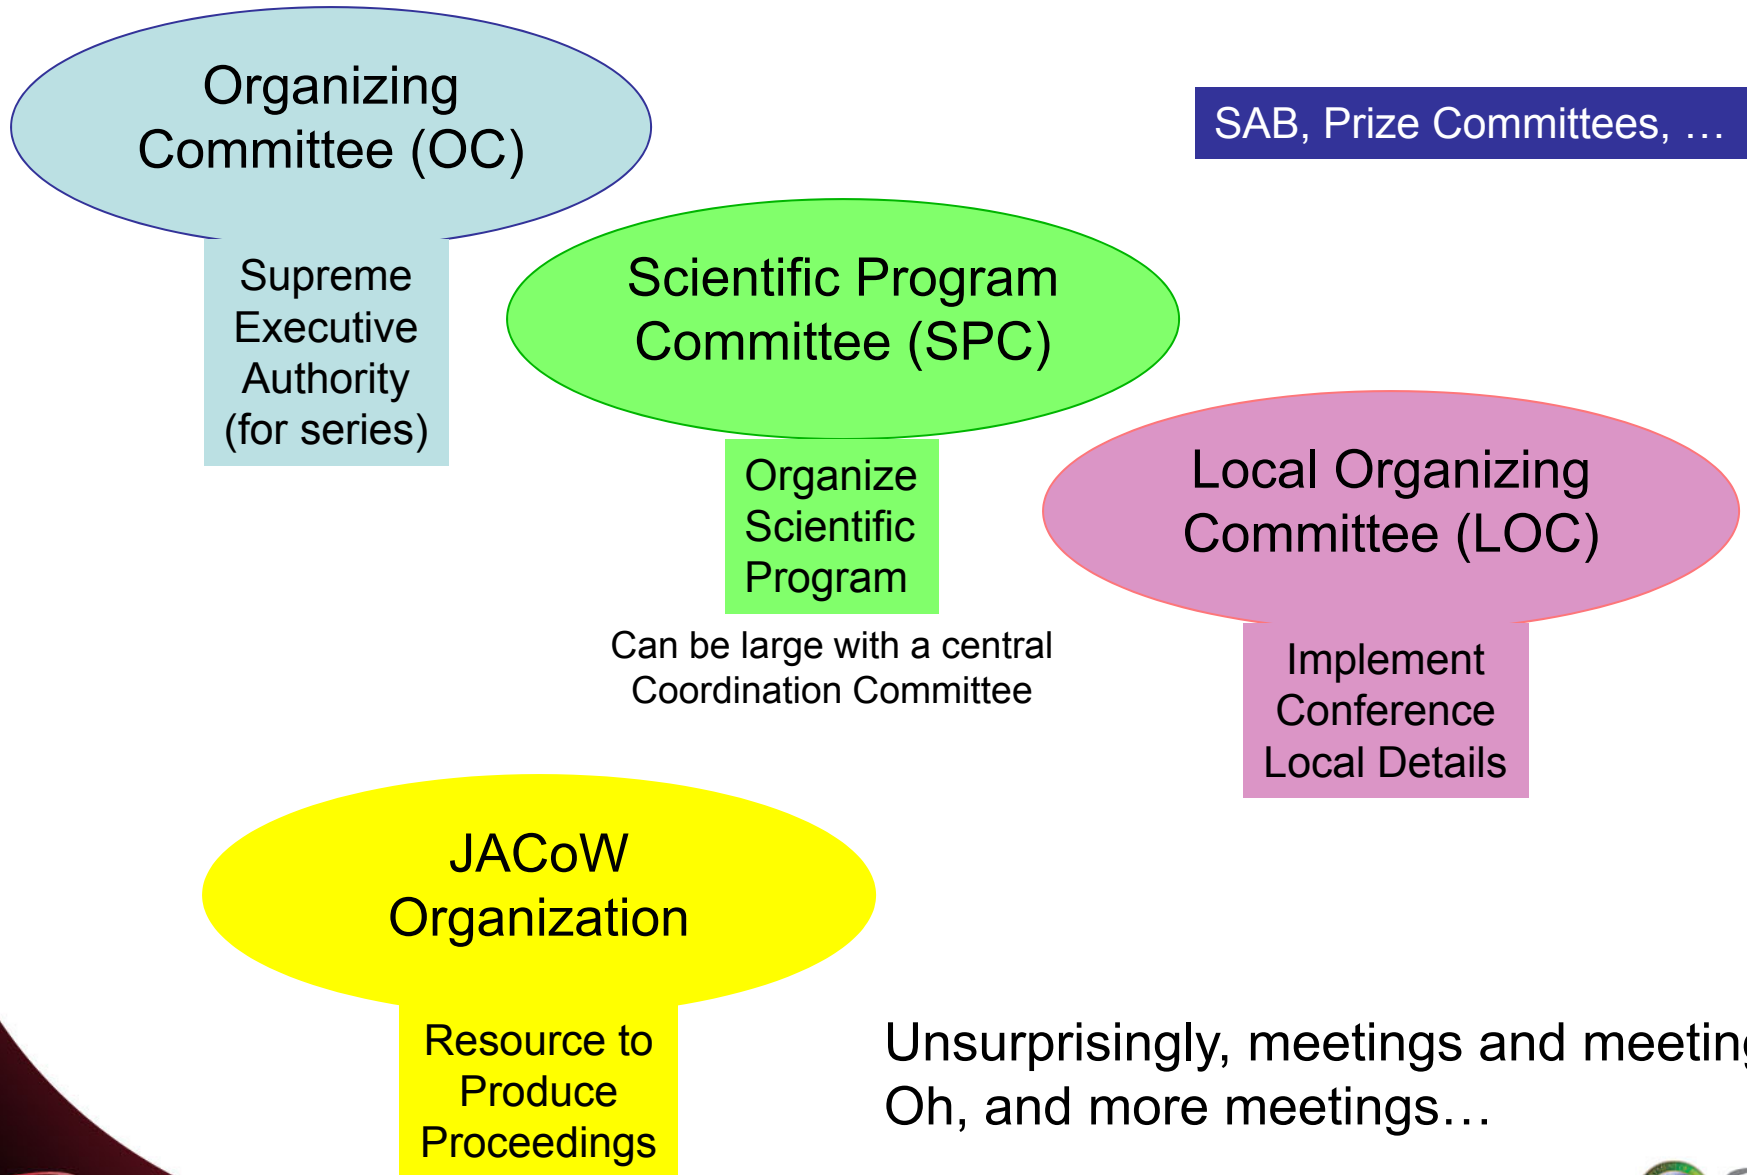 Organizing
Committee (OC)
SAB, Prize Committees, …
Supreme
Executive
Authority
(for series)
Scientific Program
Committee (SPC)
Organize
Scientific
Program
Can be large with a central
Coordination Committee
Local Organizing
Committee (LOC)
Implement
Conference
Local Details
JACoW
Organization
Resource to
Produce
Proceedings
Unsurprisingly, meetings and
Oh, and more meetings…